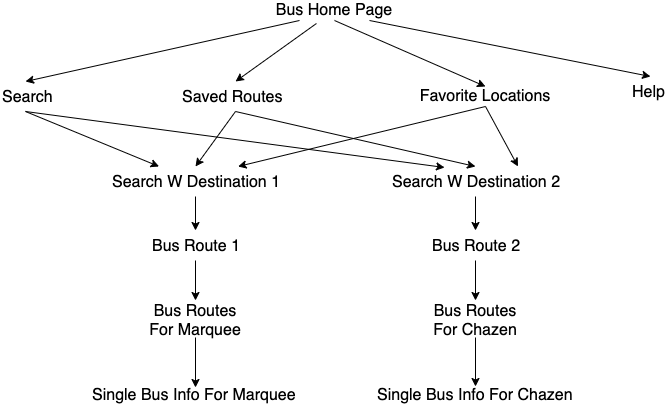 Bus Home Page
Search
Saved Routes
Favorite Locations
Help
Search W Destination 1
Search W Destination 2
Bus Route 1
Bus Route 2
Bus Routes
For Marquee
Bus Routes
For Chazen
Single Bus Info For Marquee
Single Bus Info For Chazen